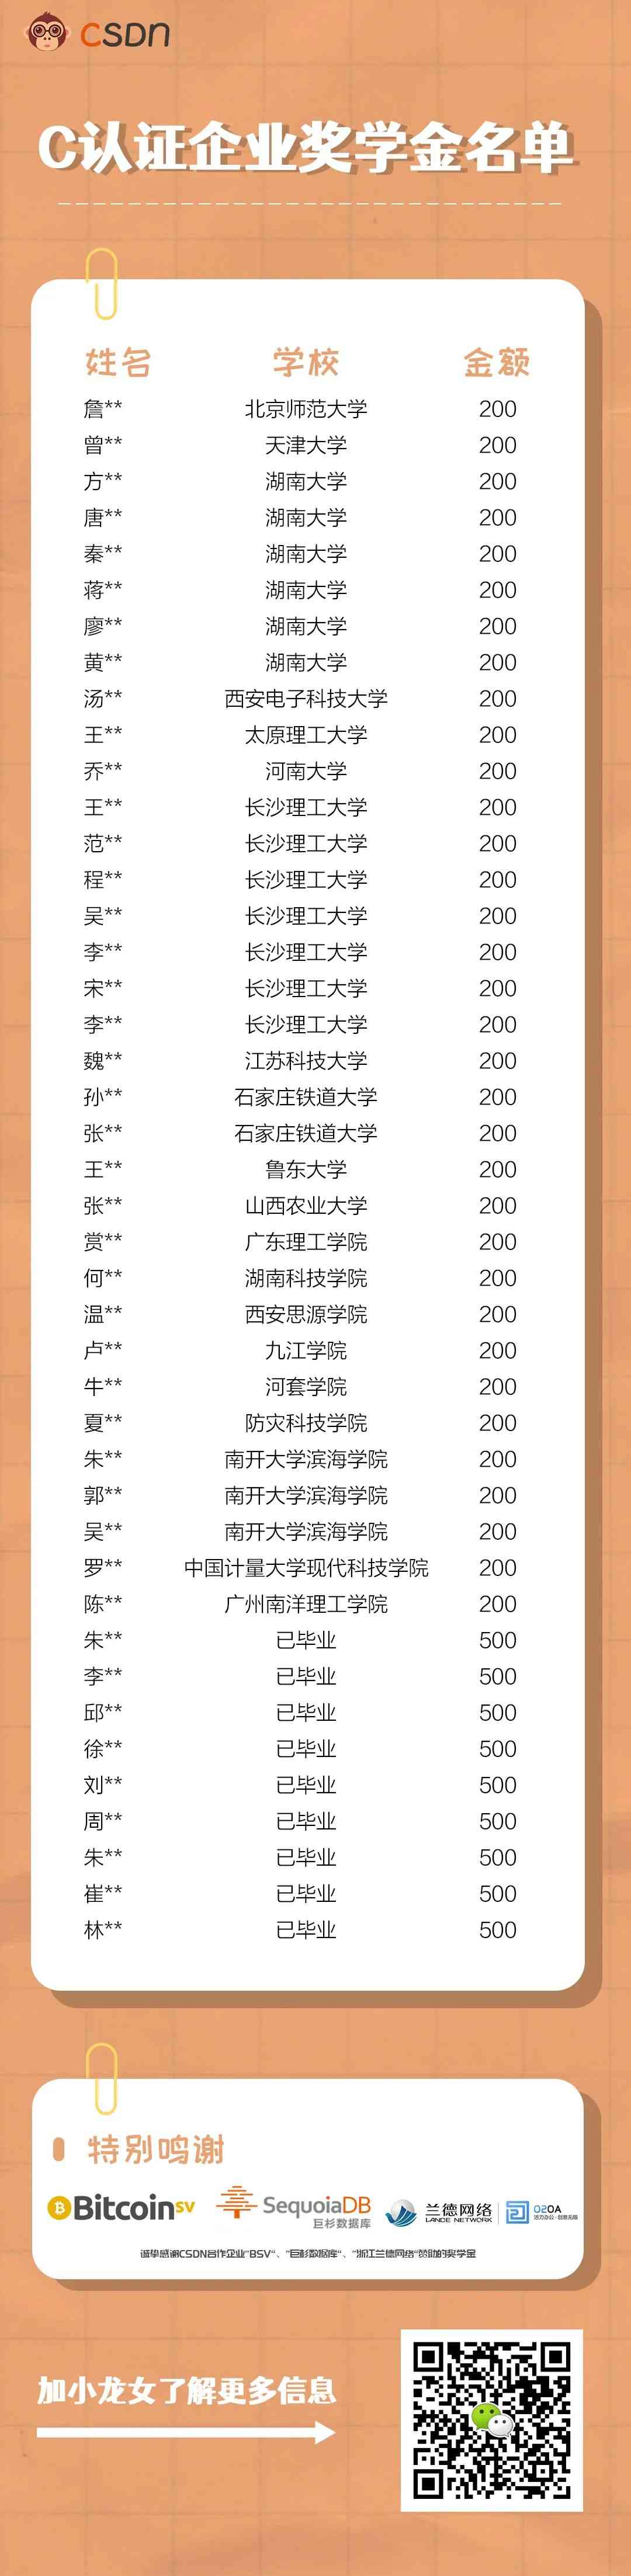 CSDN
C认证企业奖学金名单
姓名 学校 金额
詹** 北京师范大学 200
曾** 天津大学 200
方** 湖南大学 200
唐** 湖南大学 200
秦** 湖南大学 200
蒋** 湖南大学 200
廖** 湖南大学 200
黄** 湖南大学 200
汤** 西安电子科技大学 200
王** 太原理工大学 200
乔** 河南大学 200
王** 长沙理工大学 200
范** 长沙理工大学 200
程** 长沙理工大学 200
吴** 长沙理工大学 200
李** 长沙理工大学 200
宋** 长沙理工大学 200
李** 长沙理工大学 200
魏** 江苏科技大学 200
孙** 石家庄铁道大学 200
张** 石家庄铁道大学 200
王** 鲁东大学 200
张** 山西农业大学 200
赏** 广东理工学院 200
何** 湖南科技学院 200
温** 西安思源学院 200
卢** 九江学院 200
牛** 河套学院 200
夏** 防灾科技学院 200
朱** 南开大学滨海学院 200
郭** 南开大学滨海学院 200
吴** 南开大学滨海学院 200
罗** 中国计量大学现代科技学院 200
陈** 广州南洋理工学院 200
朱** 已毕业 500
李** 已毕业 500
邱** 已毕业 500
徐** 已毕业 500
刘** 已毕业 500
周** 已毕业 500
朱** 已毕业 500
崔** 已毕业 500
林** 已毕业 500
特别鸣谢
Bitcoin SV SequoiaDB 巨杉数据库 兰德网络 LANDE NETWORK O2OA 活力办公·创意无限
诚挚感谢CSDN合作企业"BSV"、"巨杉数据库"、"浙江兰德网络"赞助的奖学金
加小龙女了解更多信息